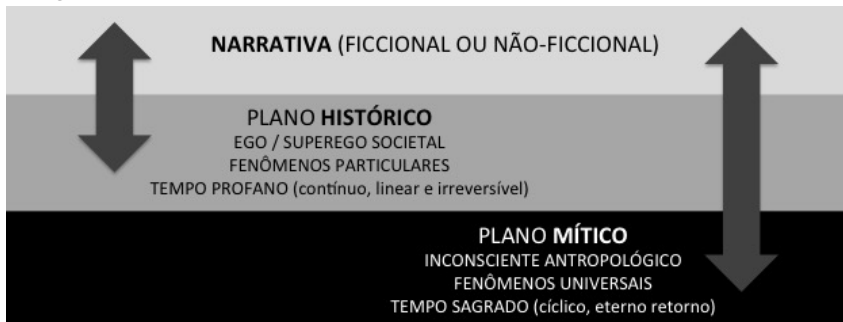 NARRATIVA (FICCIONAL OU NÃO-FICCIONAL)
PLANO HISTÓRICO
EGO / SUPEREGO SOCIETAL
FENÔMENOS PARTICULARES
TEMPO PROFANO (contínuo, linear e irreversível)
PLANO MÍTICO
INCONSCIENTE ANTROPOLÓGICO
FENÔMENOS UNIVERSAIS
TEMPO SAGRADO (cíclico, eterno retorno)